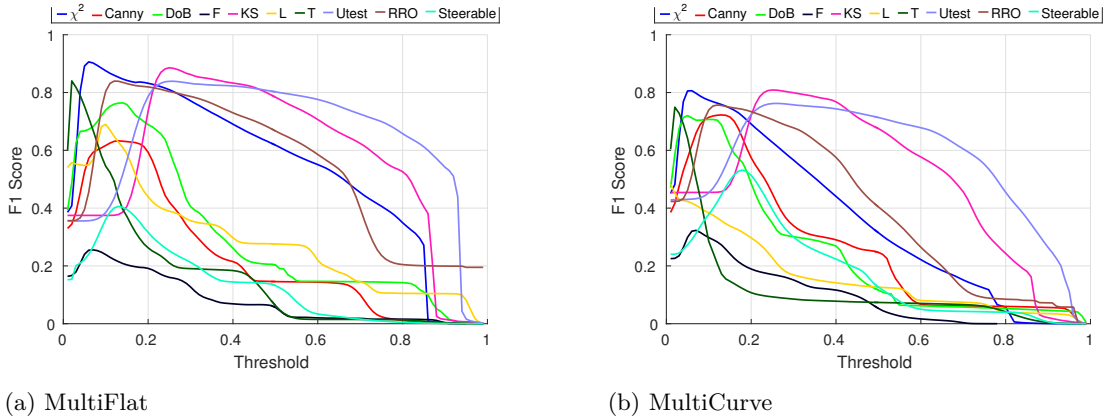 χ² Canny DoB F KS L T Utest RRO Steerable
1
0.8
0.6
0.4
0.2
0
F1 Score
0 0.2 0.4 0.6 0.8 1
Threshold
(a) MultiFlat
χ² Canny DoB F KS L T Utest RRO Steerable
1
0.8
0.6
0.4
0.2
0
F1 Score
0 0.2 0.4 0.6 0.8 1
Threshold
(b) MultiCurve